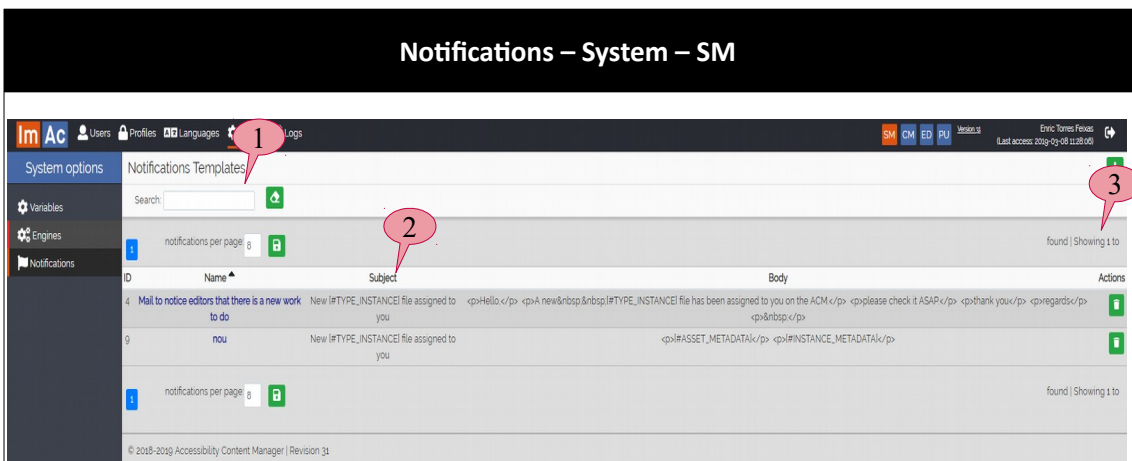 Notifications – System – SM
Im Ac Users Profiles Languages Logs SM CM ED PU Version 11 Enric Torres Feixas
(Last access: 2019-03-08 11:28:06)
System options Notifications Templates
1
Search:
3
Variables
2
Engines
notifications per page: 8 found | Showing 1 to
1
Notifications
ID Name Subject Body Actions
4 Mail to notice editors that there is a new work New [#TYPE_INSTANCE] file assigned to <p>Hello,</p> <p>A new&nbsp;&nbsp;[#TYPE_INSTANCE] file has been assigned to you on the ACM.</p> <p>please check it ASAP</p> <p>thank you</p> <p>regards</p>
to do you <p>&nbsp;</p>
9 nou New [#TYPE_INSTANCE] file assigned to <p>[#ASSET_METADATA]</p> <p>[#INSTANCE_METADATA]</p>
you
1 notifications per page: 8 found | Showing 1 to
© 2018-2019 Accessibility Content Manager | Revision 31